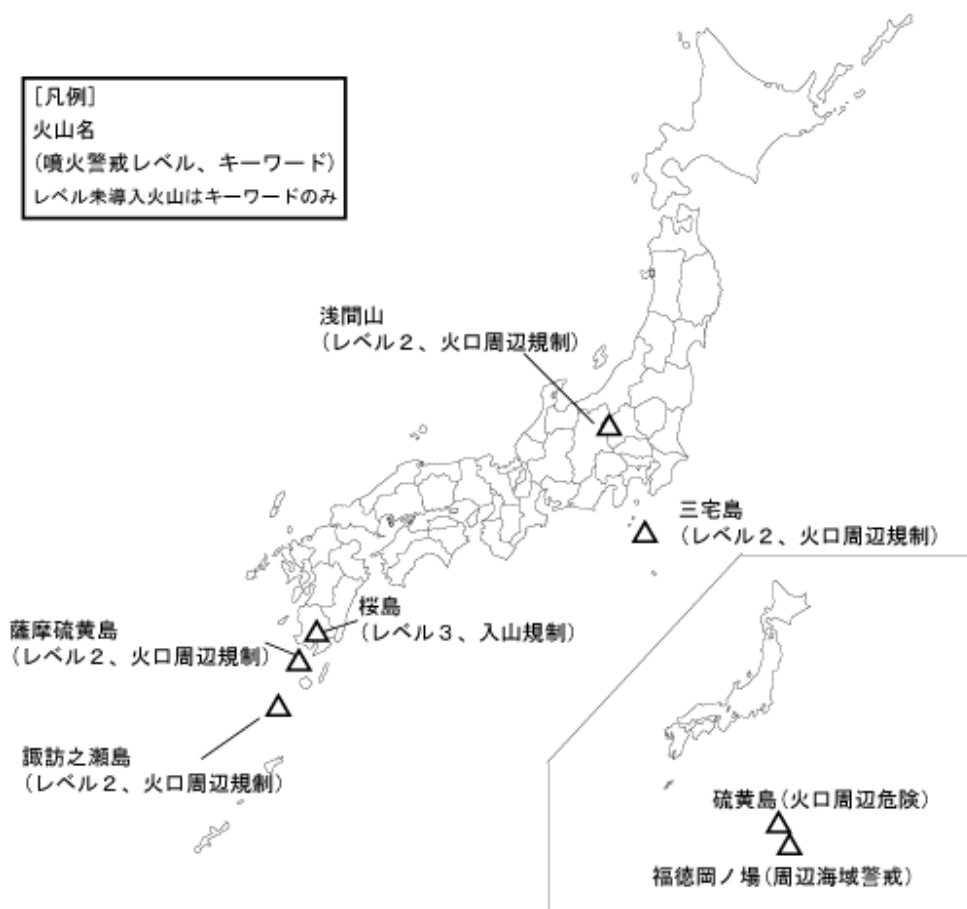 [凡例]
火山名
(噴火警戒レベル、キーワード)
レベル未導入火山はキーワードのみ
浅間山
(レベル２、火口周辺規制)
三宅島
(レベル２、火口周辺規制)
桜島
(レベル３、入山規制)
薩摩硫黄島
(レベル２、火口周辺規制)
諏訪之瀬島
(レベル２、火口周辺規制)
硫黄島(火口周辺危険)
福徳岡ノ場(周辺海域警戒)